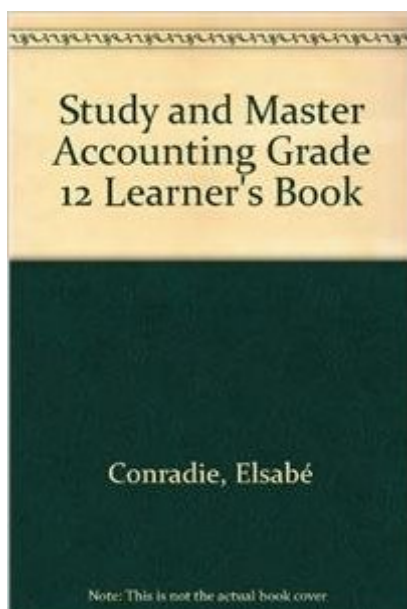 Study and Master
Accounting Grade
12 Learner's Book
Conradie, Elsabé
Note: This is not the actual book cover